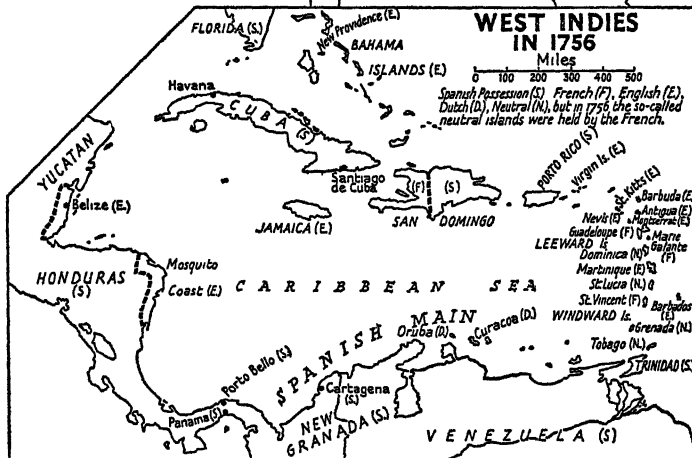 WEST INDIES
IN 1756
Miles
0 100 200 300 400 500
Spanish Possession (S) French (F), English (E),
Dutch (D), Neutral (N), but in 1756 the so-called
neutral islands were held by the French.
FLORIDA (S.)
New Providence (E.)
BAHAMA
ISLANDS (E.)
Havana
CUBA (S)
YUCATAN
Belize (E.)
Santiago
de Cuba
(F) (S)
SAN DOMINGO
JAMAICA (E.)
PORTO RICO (S)
Virgin Is. (E.)
St. Kitts (E.)
Barbuda (E.)
Antigua (E.)
Nevis (E)
Montserrat (E.)
Guadeloupe (F)
Marie
Galante
(F)
LEEWARD Is.
Dominica (N)
Martinique (E)
St. Lucia (N.)
St. Vincent (F)
Barbados
(E.)
WINDWARD Is.
Grenada (N.)
Tobago (N.)
TRINIDAD (S.)
HONDURAS
(S)
Mosquito
Coast (E.)
CARIBBEAN SEA
SPANISH MAIN
Oruba (D.)
Curacoa (D.)
Porto Bello (S.)
Panama (S)
Cartagena
(S.)
NEW
GRANADA (S.)
VENEZUELA (S)